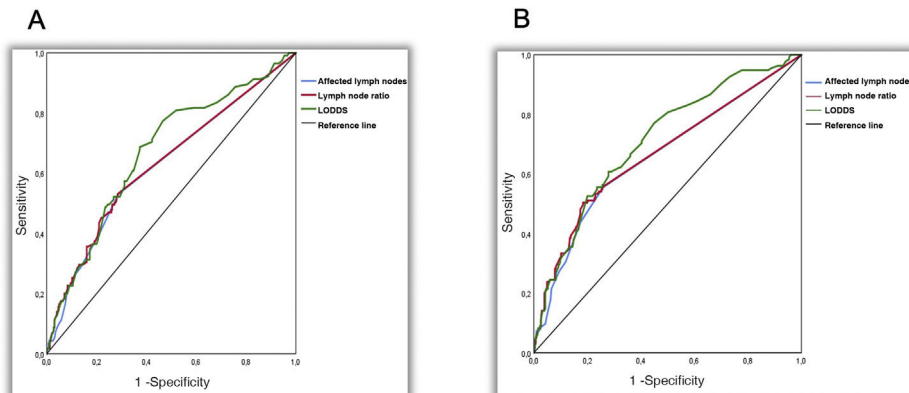 A
1,0
0,8
0,6
0,4
0,2
0,0
0,0 0,2 0,4 0,6 0,8 1,0
Sensitivity
1 -Specificity
Affected lymph nodes
Lymph node ratio
LODDS
Reference line
B
1,0
0,8
0,6
0,4
0,2
0,0
0,0 0,2 0,4 0,6 0,8 1,0
Sensitivity
1 -Specificity
Affected lymph node
Lymph node ratio
LODDS
Reference line